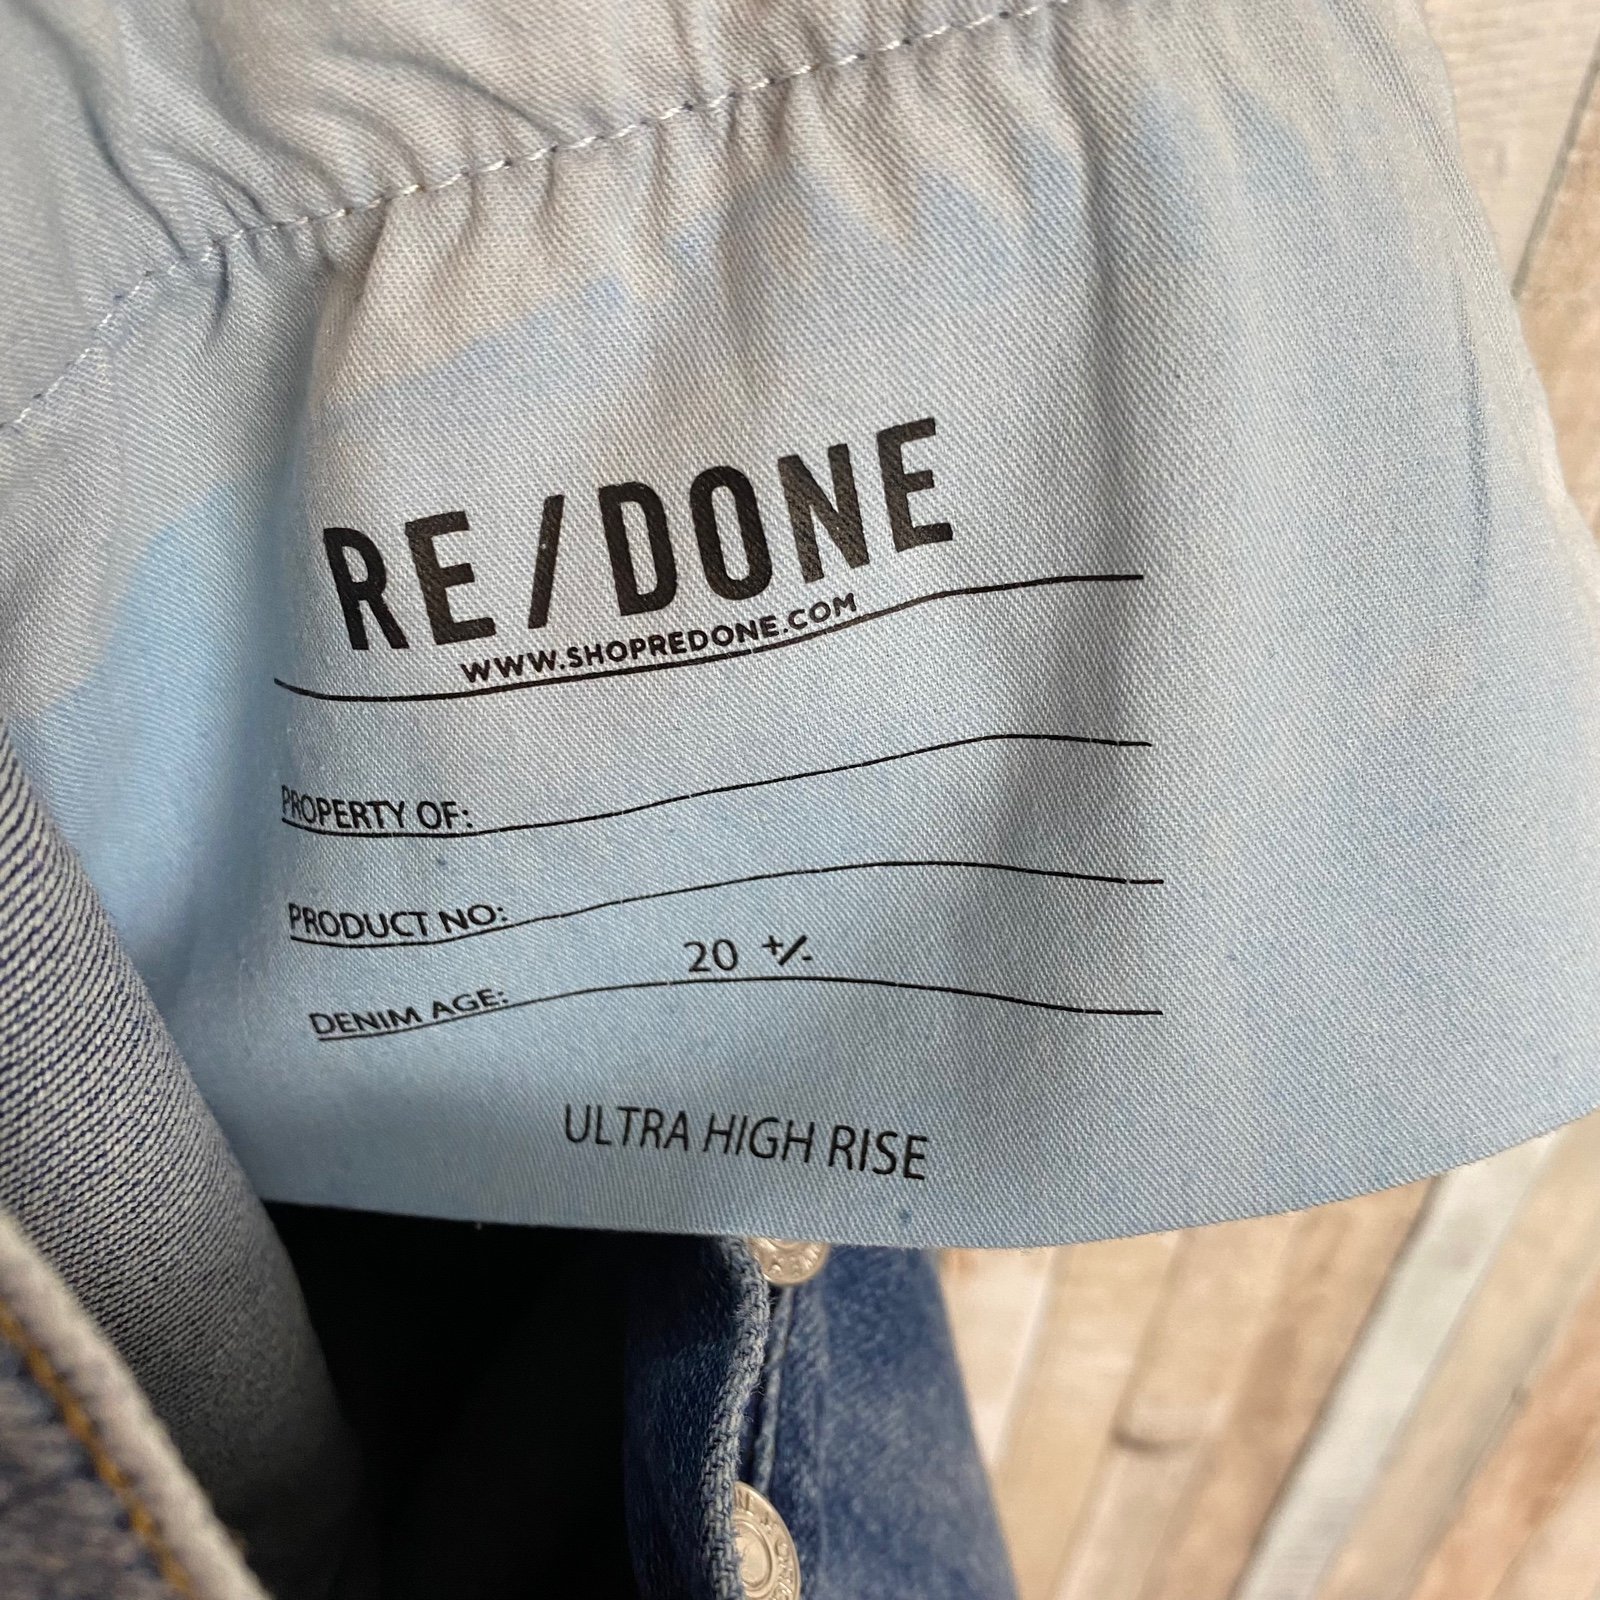 RE/DONE
WWW.SHOPREDONE.COM
PROPERTY OF:
PRODUCT NO:
DENIM AGE: 20 +/-
ULTRA HIGH RISE